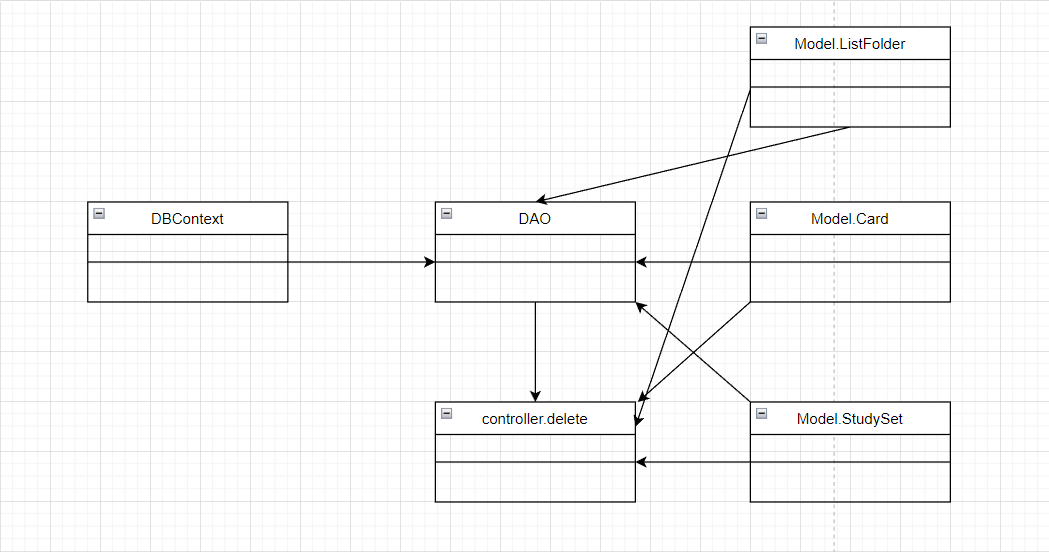 Model.ListFolder
DBContext
DAO
Model.Card
controller.delete
Model.StudySet